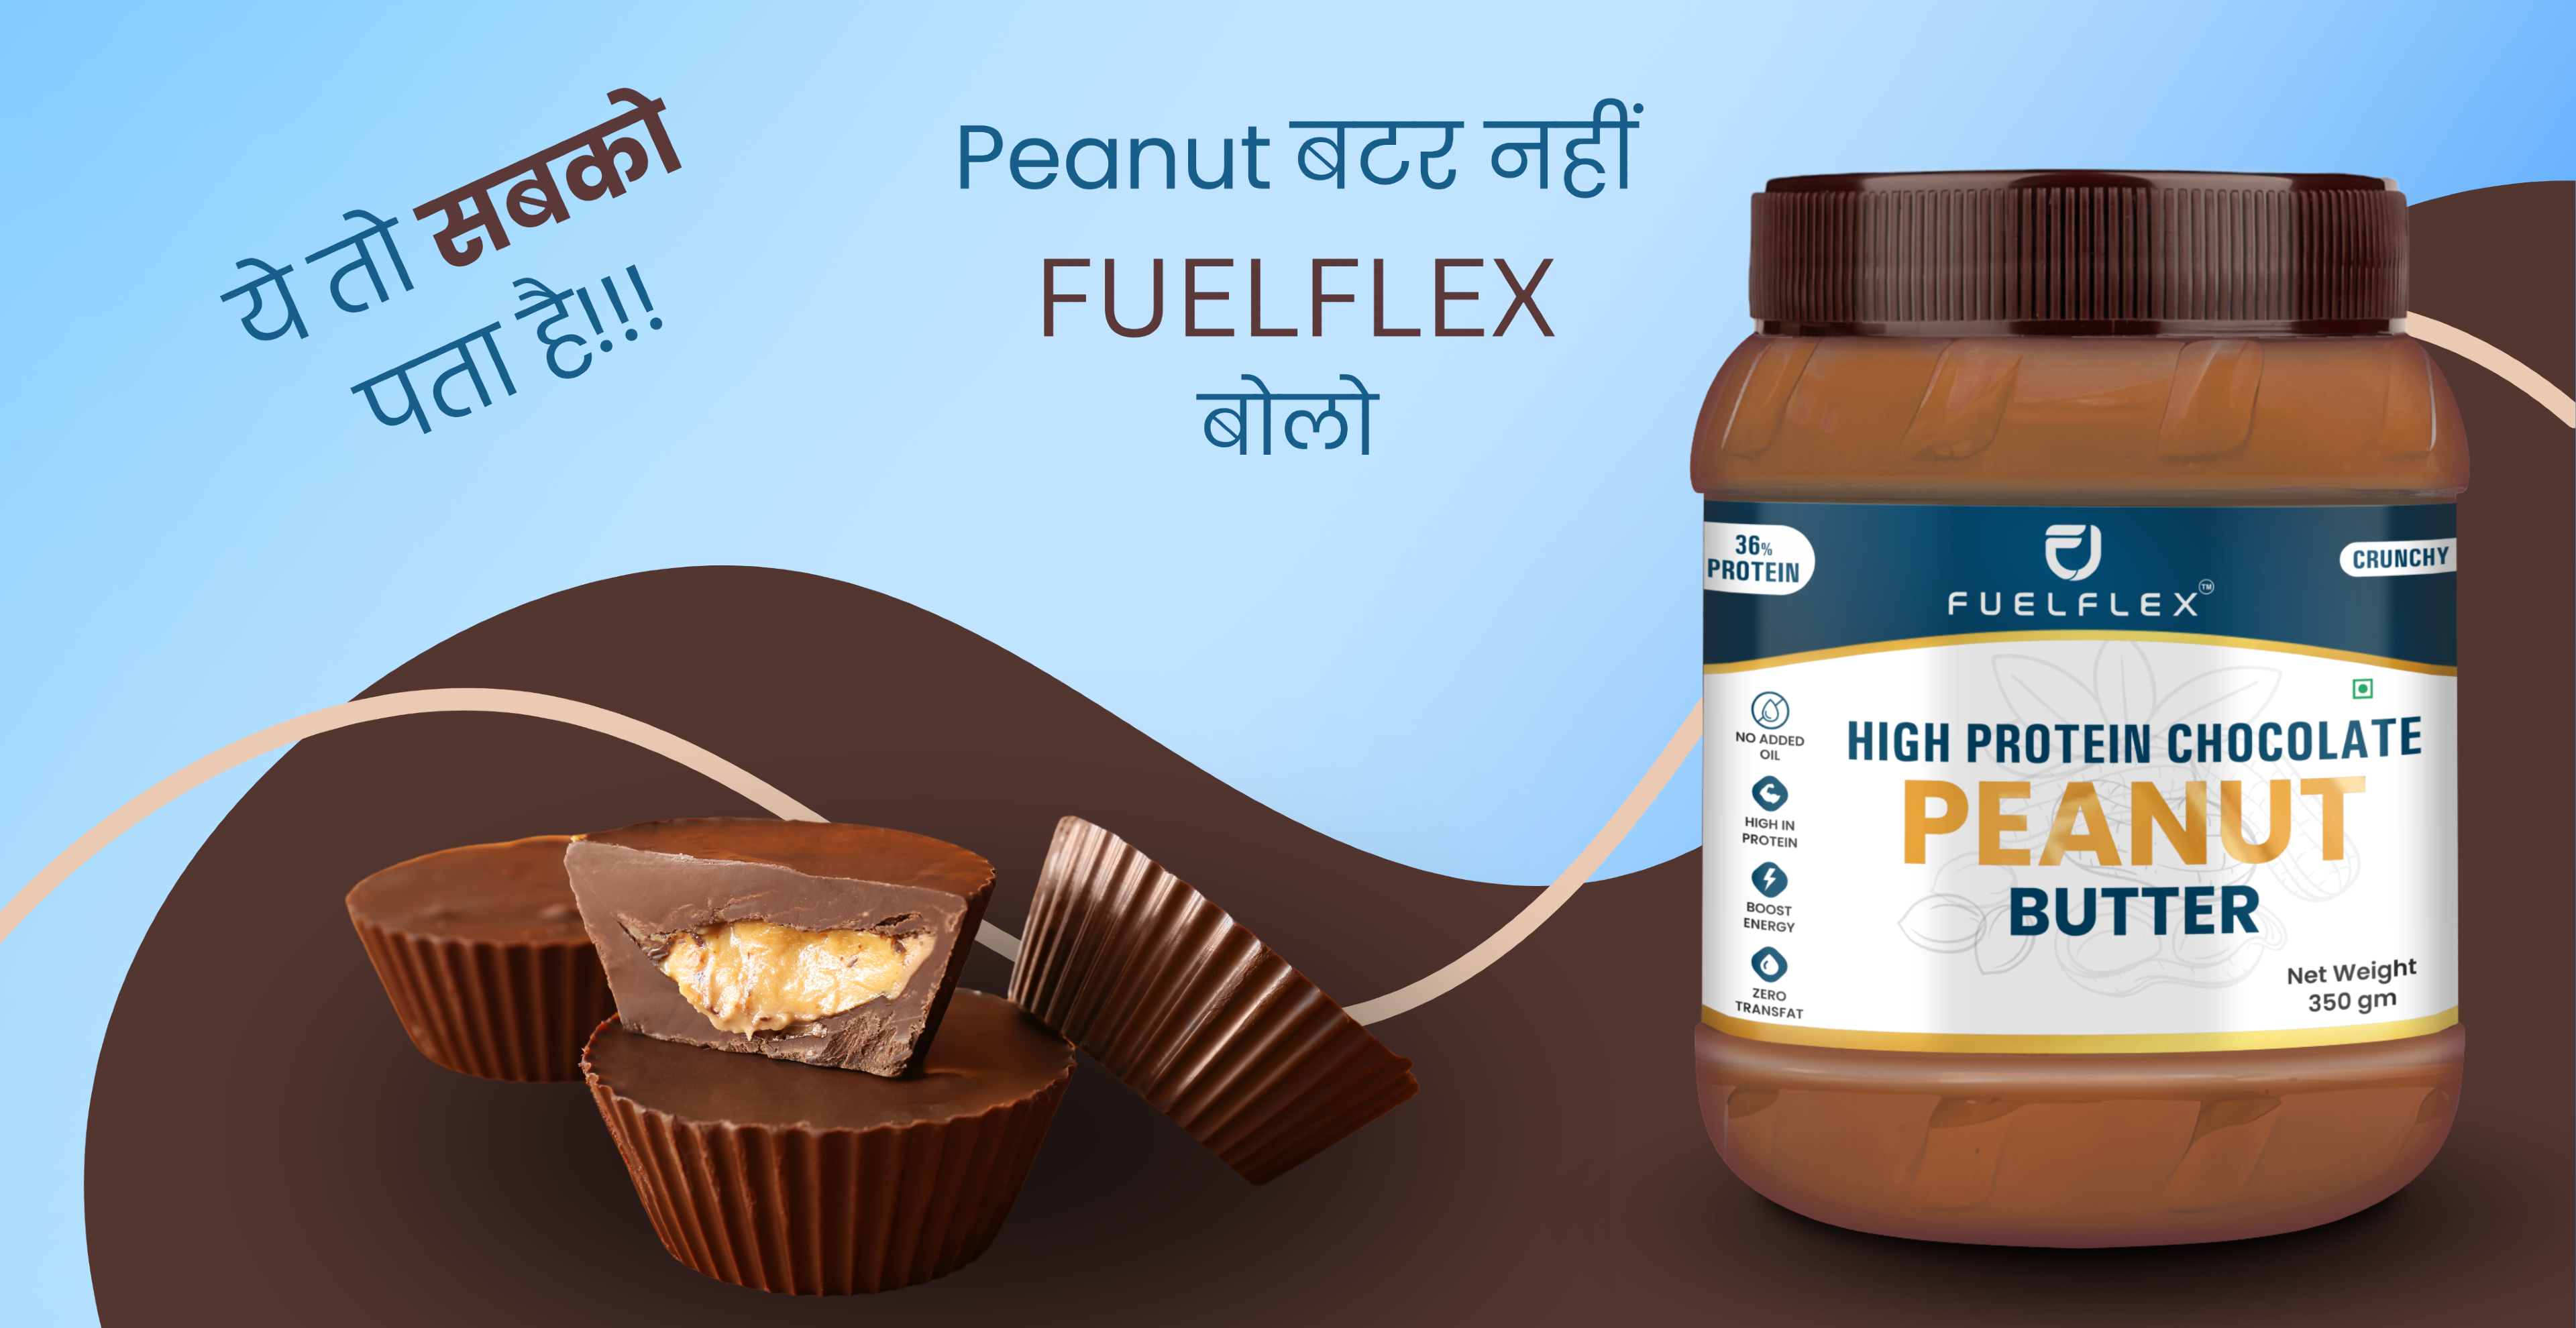 ये तो सबको
पता है!!!
Peanut बटर नहीं
FUELFLEX
बोलो
36%
PROTEIN
FUELFLEX™
CRUNCHY
NO ADDED
OIL
HIGH IN
PROTEIN
BOOST
ENERGY
ZERO
TRANSFAT
HIGH PROTEIN CHOCOLATE
PEANUT
BUTTER
Net Weight
350 gm